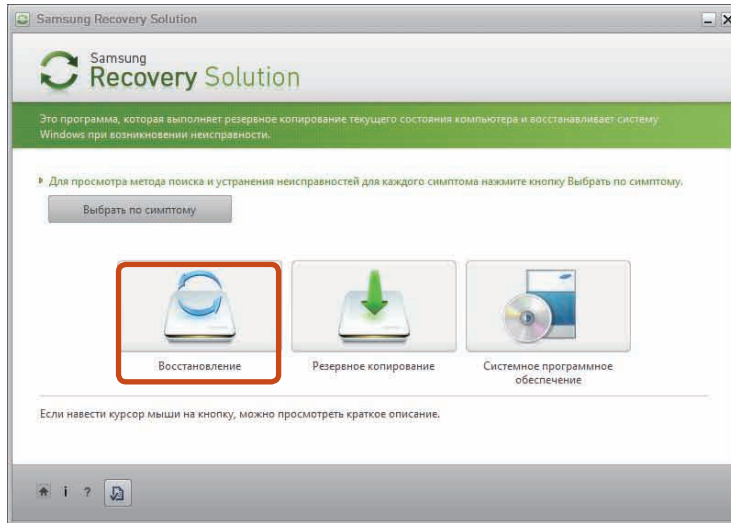 Samsung Recovery Solution
Samsung
Recovery Solution
Это программа, которая выполняет резервное копирование текущего состояния компьютера и восстанавливает систему
Windows при возникновении неисправности.
Для просмотра метода поиска и устранения неисправностей для каждого симптома нажмите кнопку Выбрать по симптому.
Выбрать по симптому
Восстановление
Резервное копирование
Системное программное
обеспечение
Если навести курсор мыши на кнопку, можно просмотреть краткое описание.
i ?